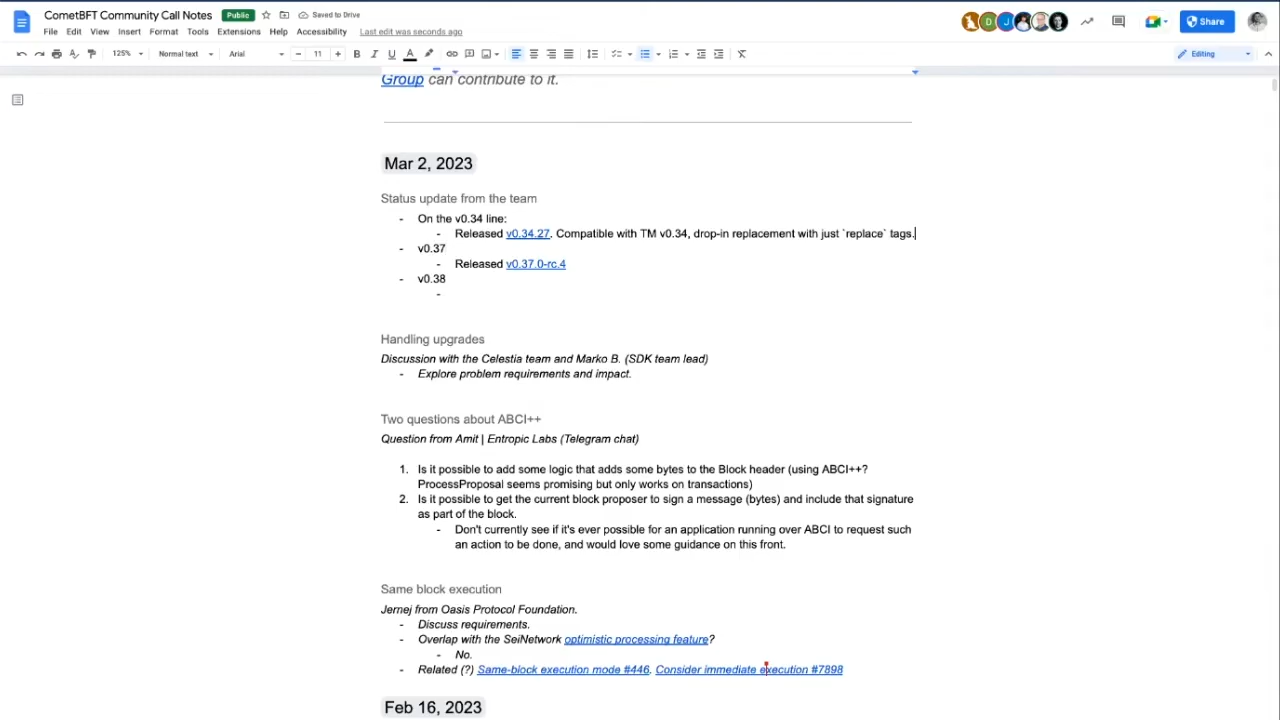 CometBFT Community Call Notes
Public
Saved to Drive
File Edit View Insert Format Tools Extensions Help Accessibility Last edit was seconds ago
Share
125% Normal text Arial 11 Editing
Group can contribute to it.
Mar 2, 2023
Status update from the team
- On the v0.34 line:
- Released v0.34.27. Compatible with TM v0.34, drop-in replacement with just `replace` tags.
- v0.37
- Released v0.37.0-rc.4
- v0.38
-
Handling upgrades
Discussion with the Celestia team and Marko B. (SDK team lead)
- Explore problem requirements and impact.
Two questions about ABCI++
Question from Amit | Entropic Labs (Telegram chat)
1. Is it possible to add some logic that adds some bytes to the Block header (using ABCI++?
ProcessProposal seems promising but only works on transactions)
2. Is it possible to get the current block proposer to sign a message (bytes) and include that signature
as part of the block.
- Don't currently see if it's ever possible for an application running over ABCI to request such
an action to be done, and would love some guidance on this front.
Same block execution
Jernej from Oasis Protocol Foundation.
- Discuss requirements.
- Overlap with the SeiNetwork optimistic processing feature?
- No.
- Related (?) Same-block execution mode #446. Consider immediate execution #7898
Feb 16, 2023